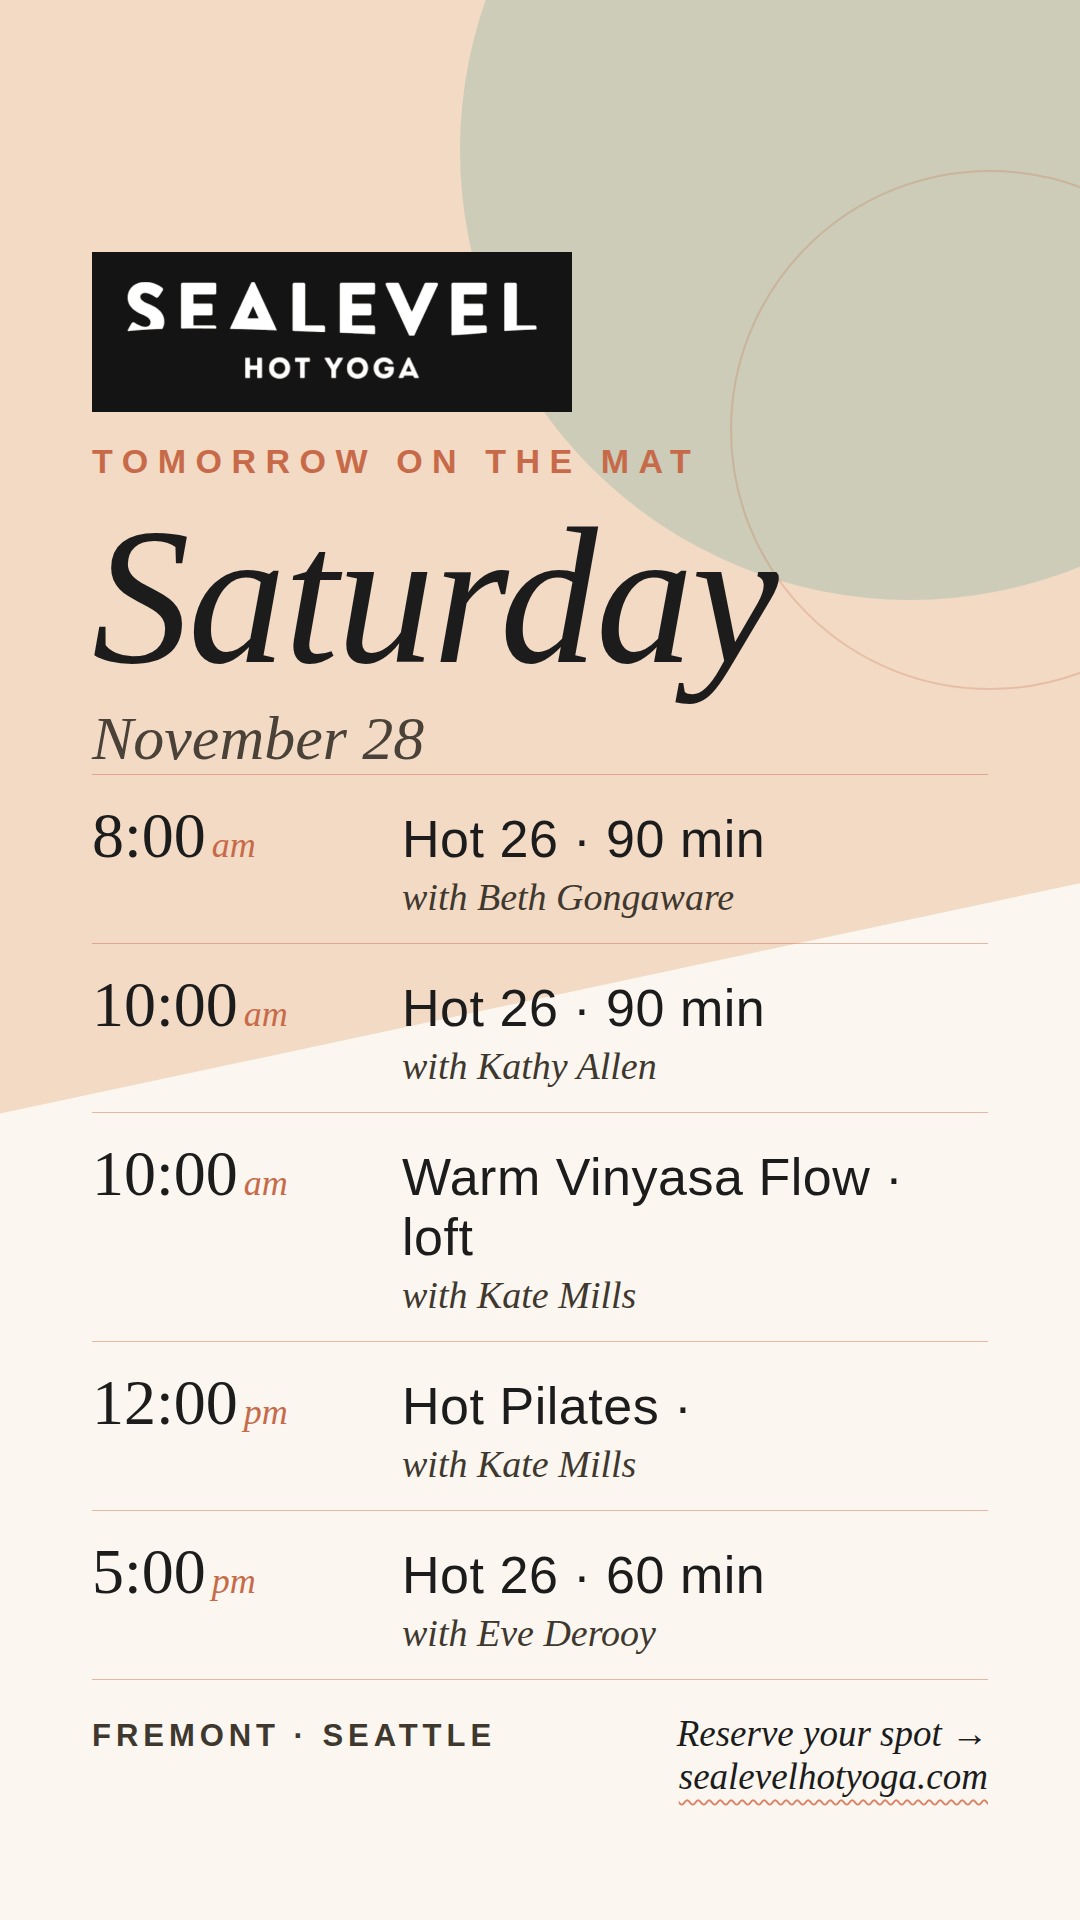 SEALEVEL
HOT YOGA
TOMORROW ON THE MAT
Saturday
November 28
8:00 am
Hot 26 · 90 min
with Beth Gongaware
10:00 am
Hot 26 · 90 min
with Kathy Allen
10:00 am
Warm Vinyasa Flow ·
loft
with Kate Mills
12:00 pm
Hot Pilates ·
with Kate Mills
5:00 pm
Hot 26 · 60 min
with Eve Derooy
FREMONT · SEATTLE
Reserve your spot →
sealevelhotyoga.com